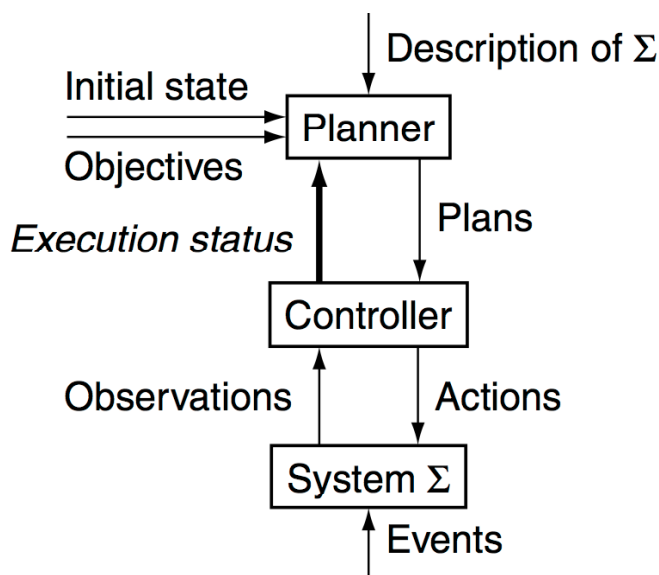 Description of Σ
Initial state
Planner
Objectives
Plans
Execution status
Controller
Observations
Actions
System Σ
Events